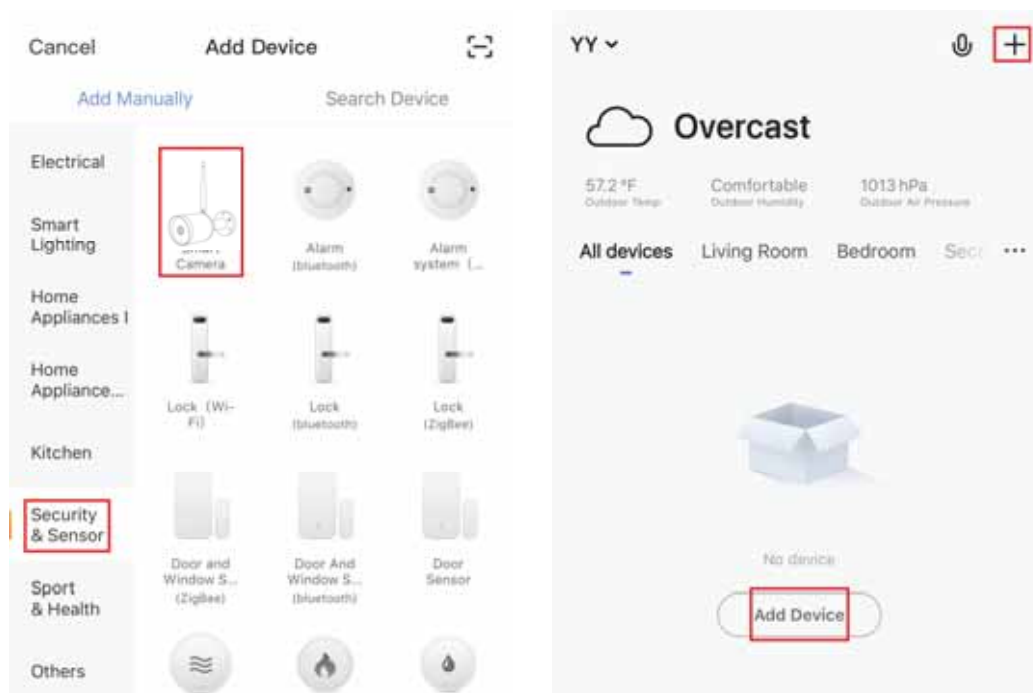 Cancel
Add Device
Add Manually
Search Device
Electrical
Smart
Lighting
Home
Appliances I
Home
Appliance...
Kitchen
Security
& Sensor
Sport
& Health
Others
Camera
Alarm
(bluetooth)
Alarm
system (...
Lock (Wi-
Fi)
Lock
(bluetooth)
Lock
(ZigBee)
Door and
Window S...
(ZigBee)
Door And
Window S...
(bluetooth)
Door
Sensor
YY
Overcast
57.2 °F
Outdoor Temp
Comfortable
Outdoor Humidity
1013 hPa
Outdoor Air Pressure
All devices
Living Room
Bedroom
Sec
...
No device
Add Device